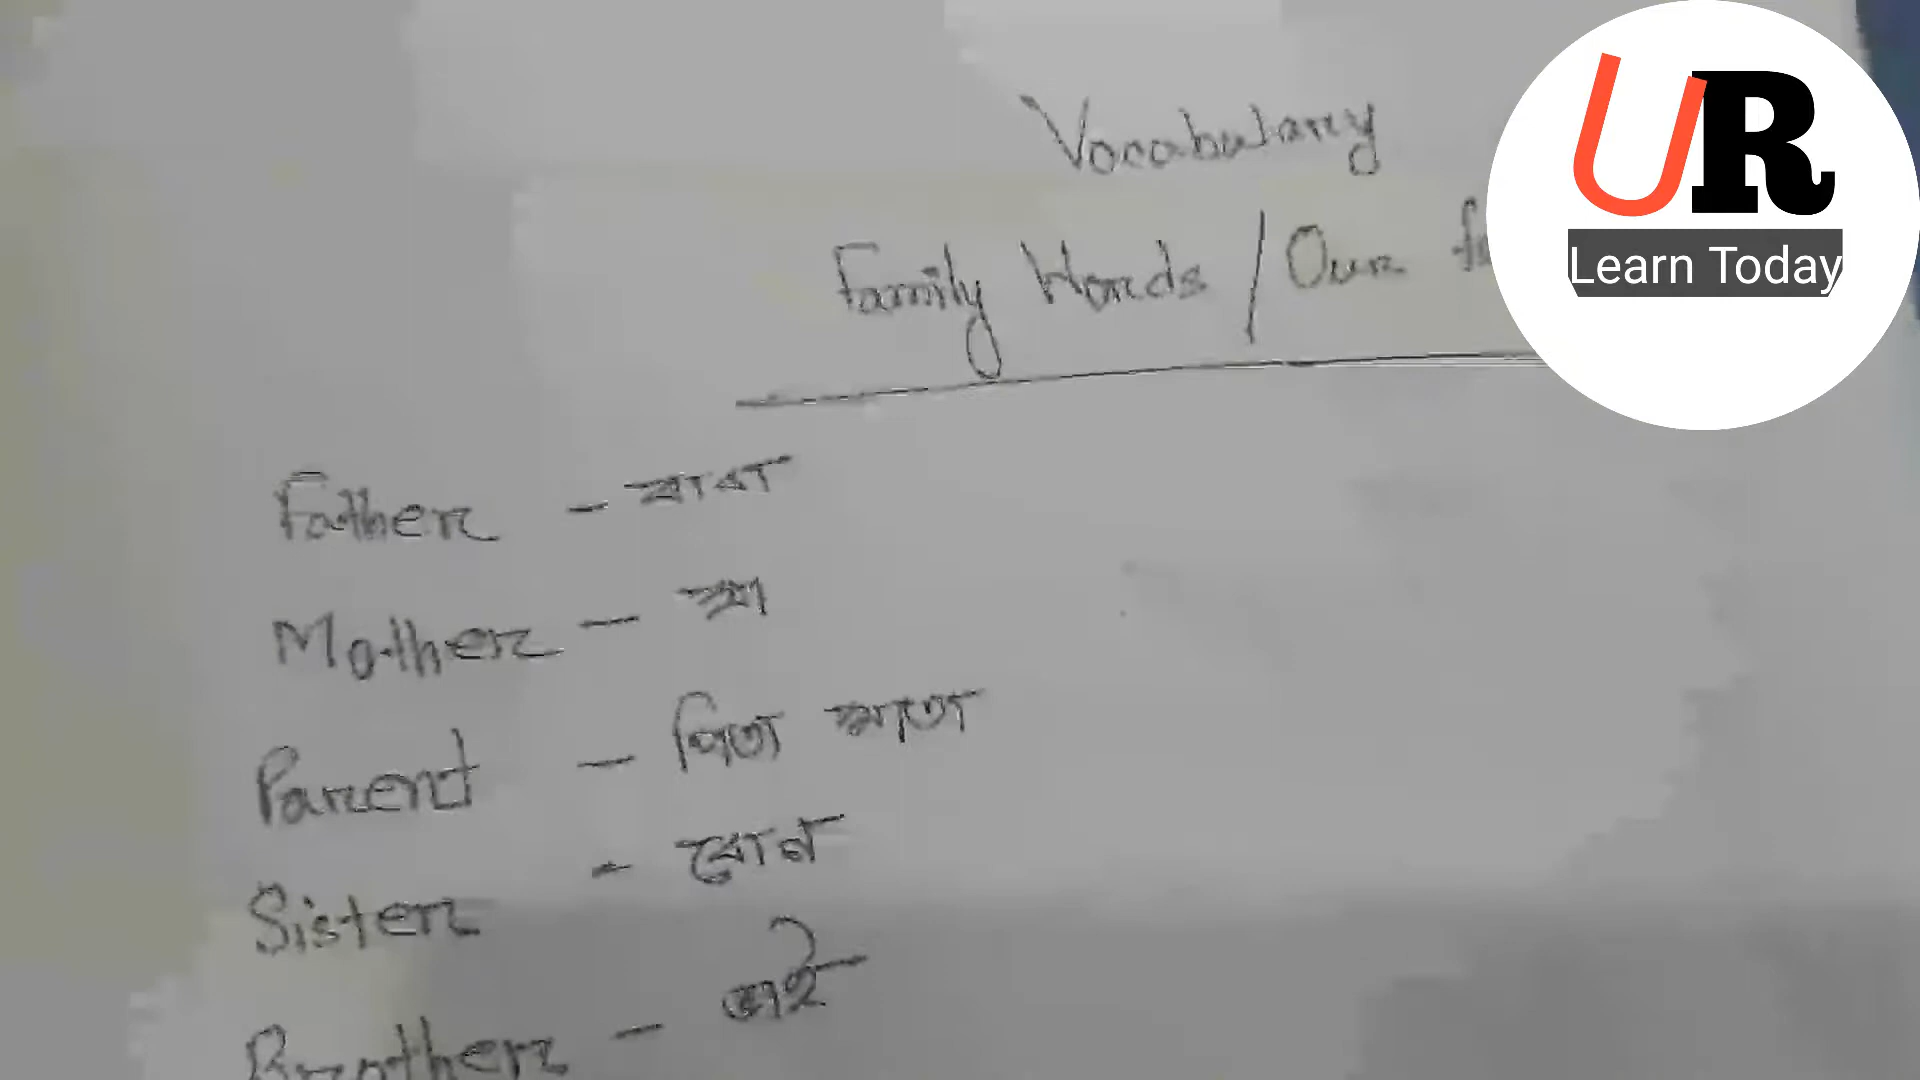 Vocabulary
Family Words / Our
UR
Learn Today
Father - বাবা
Mother - মা
Parent - পিতা মাতা
Sister - বোন
Brother - ভাই